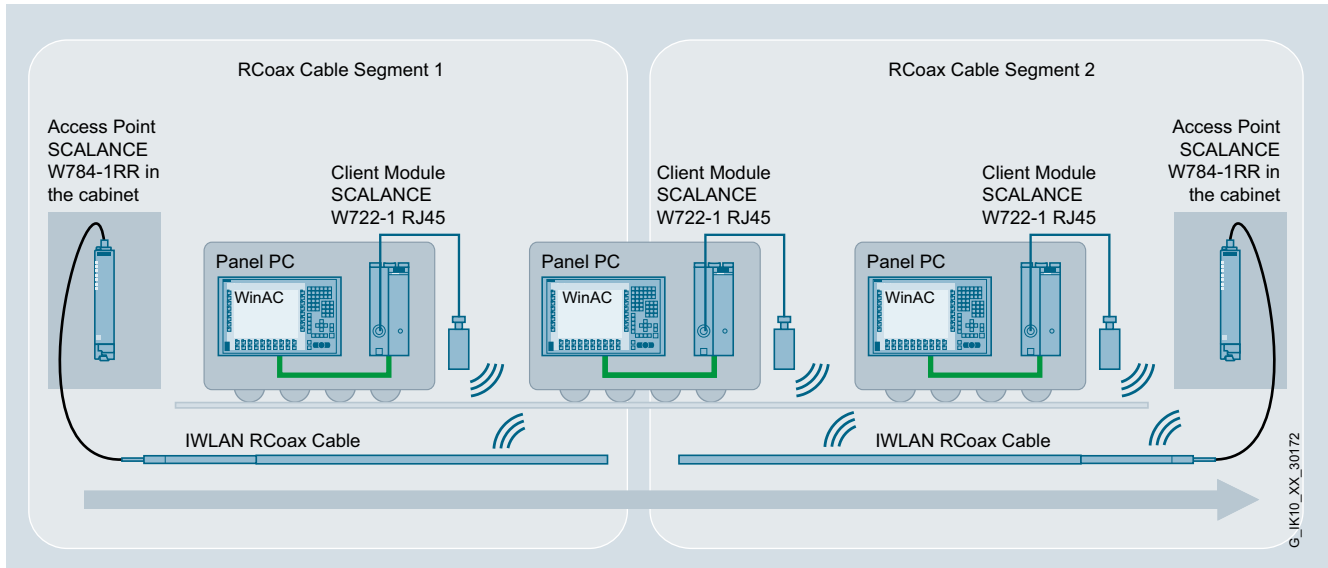 RCoax Cable Segment 1
RCoax Cable Segment 2
Access Point
SCALANCE
W784-1RR in
the cabinet
Client Module
SCALANCE
W722-1 RJ45
Client Module
SCALANCE
W722-1 RJ45
Client Module
SCALANCE
W722-1 RJ45
Access Point
SCALANCE
W784-1RR in
the cabinet
Panel PC
WinAC
Panel PC
WinAC
Panel PC
WinAC
IWLAN RCoax Cable
IWLAN RCoax Cable
G_IK10_XX_30172